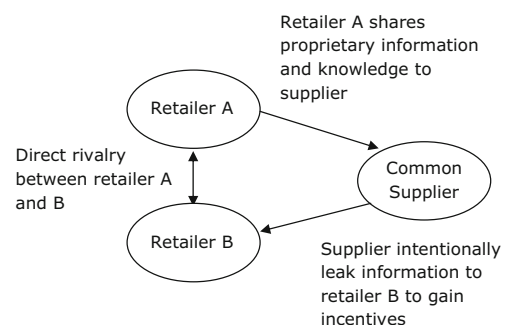 Retailer A shares
proprietary information
and knowledge to
supplier
Retailer A
Direct rivalry
between retailer A
and B
Common
Supplier
Retailer B
Supplier intentionally
leak information to
retailer B to gain
incentives